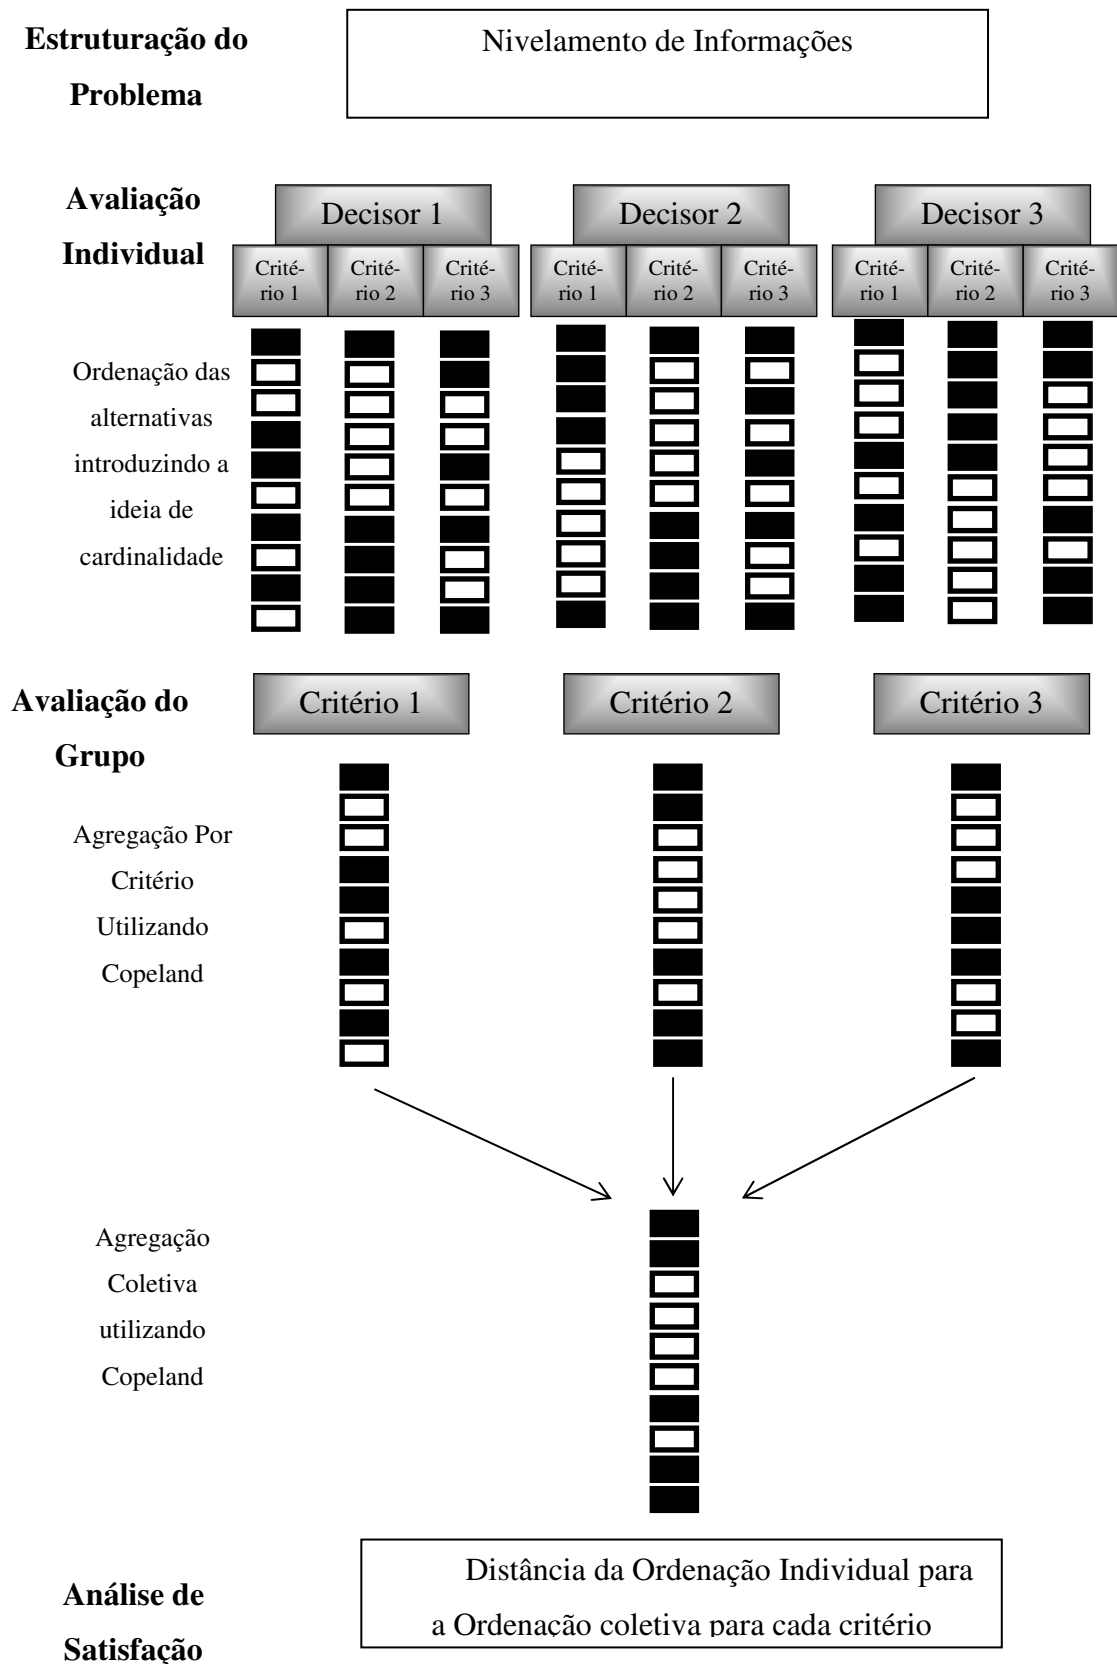 Estruturação do
Problema
Nivelamento de Informações
Avaliação
Individual
Decisor 1
Decisor 2
Decisor 3
Crité-
rio 1
Crité-
rio 2
Crité-
rio 3
Crité-
rio 1
Crité-
rio 2
Crité-
rio 3
Crité-
rio 1
Crité-
rio 2
Crité-
rio 3
Ordenação das
alternativas
introduzindo a
ideia de
cardinalidade
Avaliação do
Grupo
Critério 1
Critério 2
Critério 3
Agregação Por
Critério
Utilizando
Copeland
Agregação
Coletiva
utilizando
Copeland
Análise de
Satisfação
Distância da Ordenação Individual para
a Ordenação coletiva para cada critério